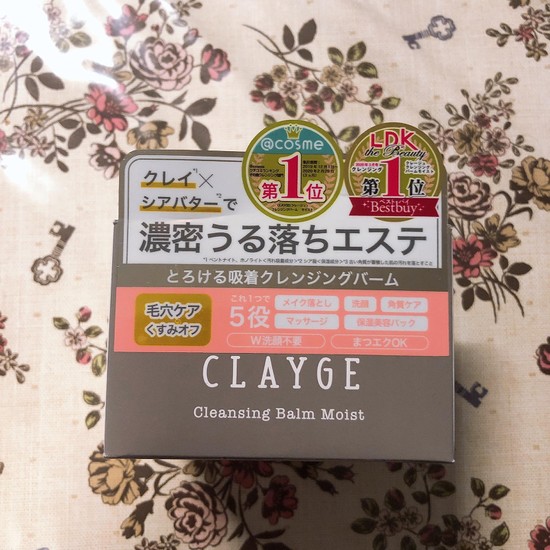 @cosme
第1位
LDK
the Beauty
クレンジング
第1位
ベストバイ
Bestbuy
クレイ*1×
シアバター*2で
濃密うる落ちエステ
とろける吸着クレンジングバーム
毛穴ケア
くすみオフ
これ1つで
5役
メイク落とし 洗顔 角質ケア
マッサージ 保湿美容パック
W洗顔不要 まつエクOK
CLAYGE
Cleansing Balm Moist